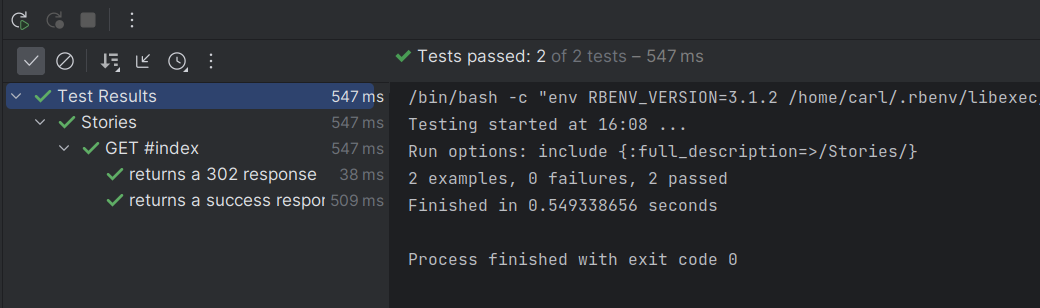 Tests passed: 2 of 2 tests – 547 ms
Test Results 547 ms
Stories 547 ms
GET #index 547 ms
returns a 302 response 38 ms
returns a success respor 509 ms
/bin/bash -c "env RBENV_VERSION=3.1.2 /home/carl/.rbenv/libexec/
Testing started at 16:08 ...
Run options: include {:full_description=>/Stories/}
2 examples, 0 failures, 2 passed
Finished in 0.549338656 seconds
Process finished with exit code 0